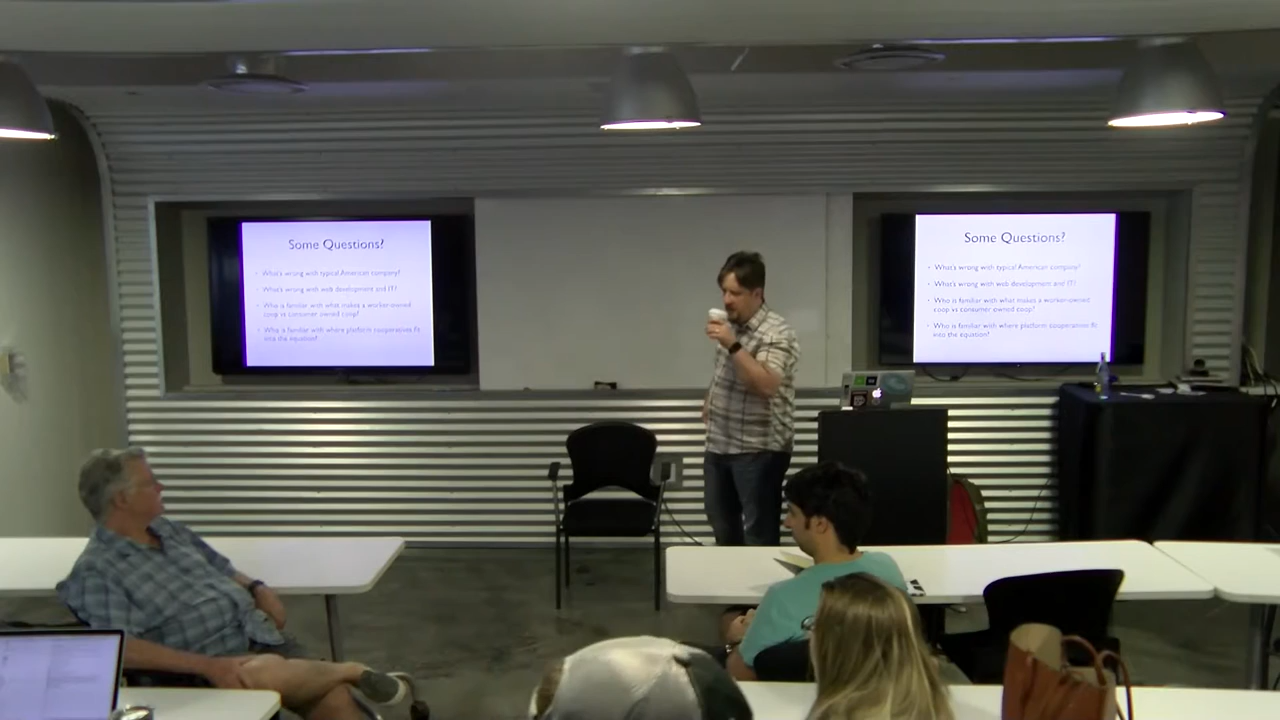 Some Questions?
What's wrong with typical American company?
What's wrong with web development and IT?
Who is familiar with what makes a worker-owned
coop vs consumer owned coop?
Who is familiar with where platform cooperatives fit
into the equation?
Some Questions?
What's wrong with typical American company?
What's wrong with web development and IT?
Who is familiar with what makes a worker-owned
coop vs consumer owned coop?
Who is familiar with where platform cooperatives fit
into the equation?